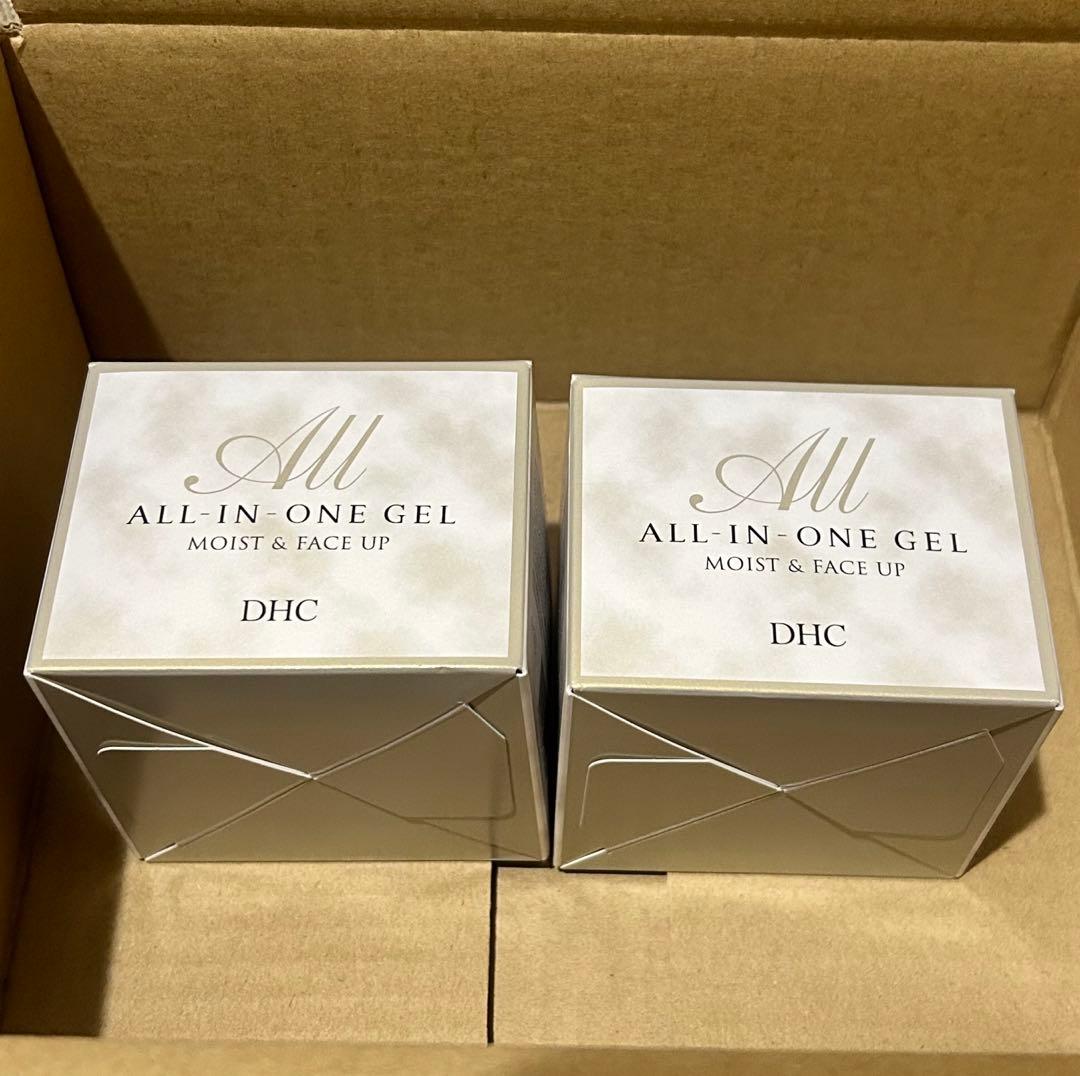 All
ALL-IN-ONE GEL
MOIST & FACE UP
DHC
All
ALL-IN-ONE GEL
MOIST & FACE UP
DHC